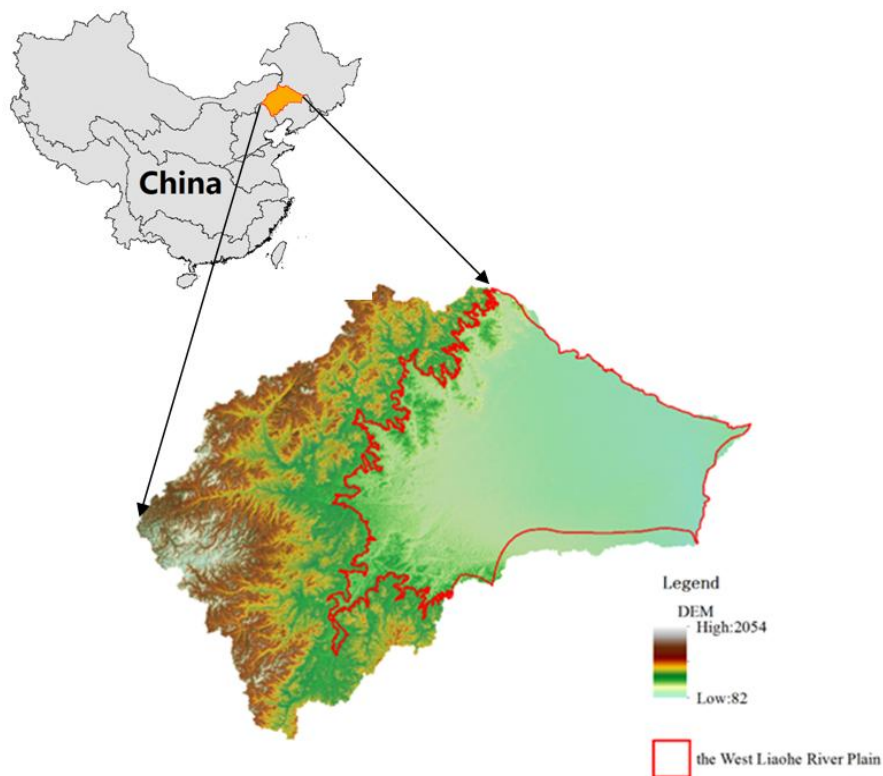 China
Legend
DEM
High:2054
Low:82
the West Liaohe River Plain